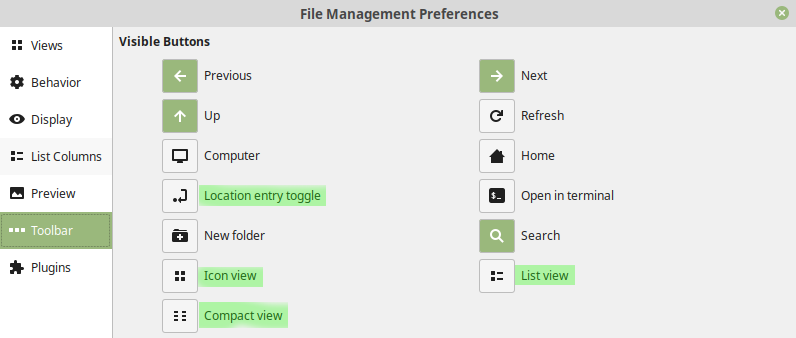 File Management Preferences
Views
Behavior
Display
List Columns
Preview
Toolbar
Plugins
Visible Buttons
Previous
Next
Up
Refresh
Computer
Home
Location entry toggle
Open in terminal
New folder
Search
Icon view
List view
Compact view